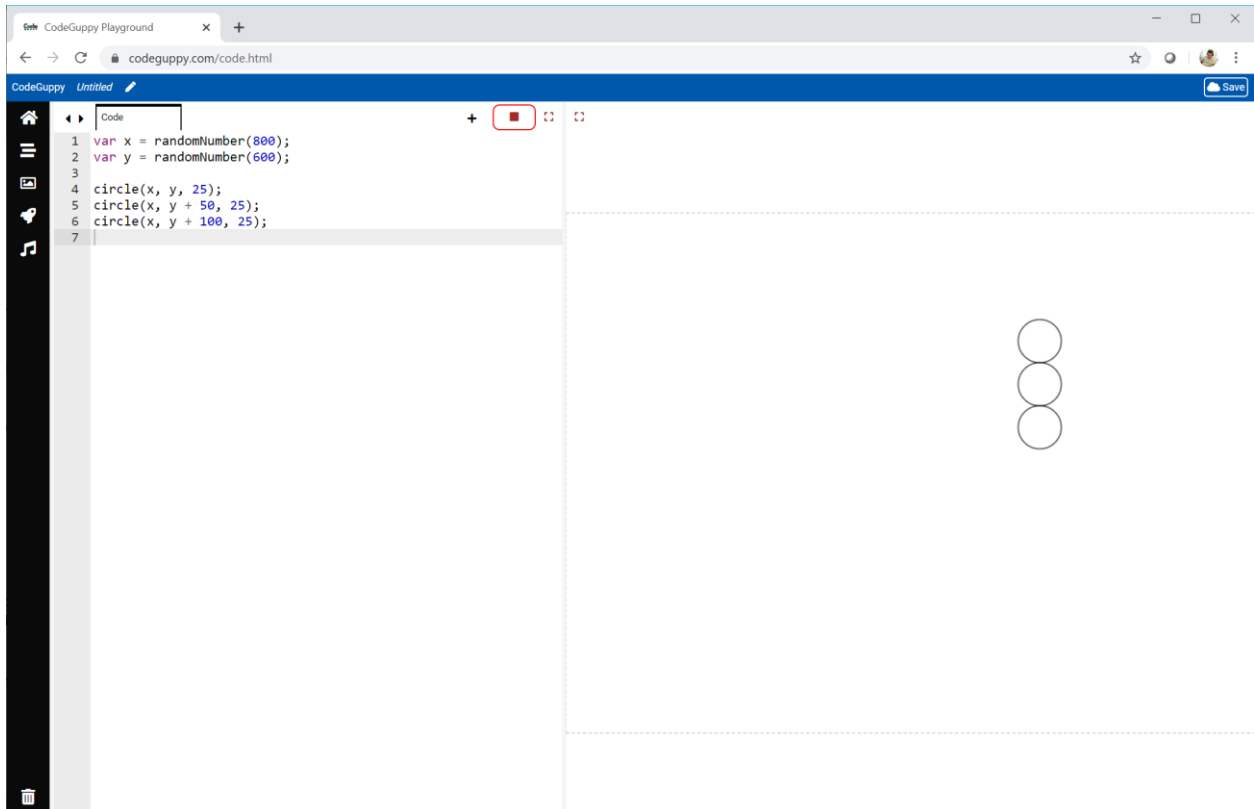 Code CodeGuppy Playground
codeguppy.com/code.html
CodeGuppy Untitled Save
Code
1 var x = randomNumber(800);
2 var y = randomNumber(600);
3
4 circle(x, y, 25);
5 circle(x, y + 50, 25);
6 circle(x, y + 100, 25);
7